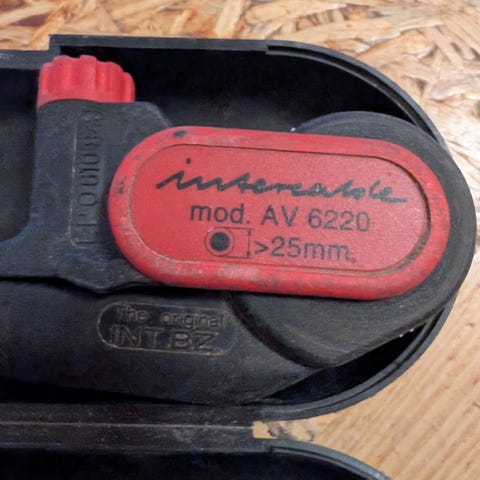 intercable
mod. AV 6220
>25mm
the original
INT.BZ